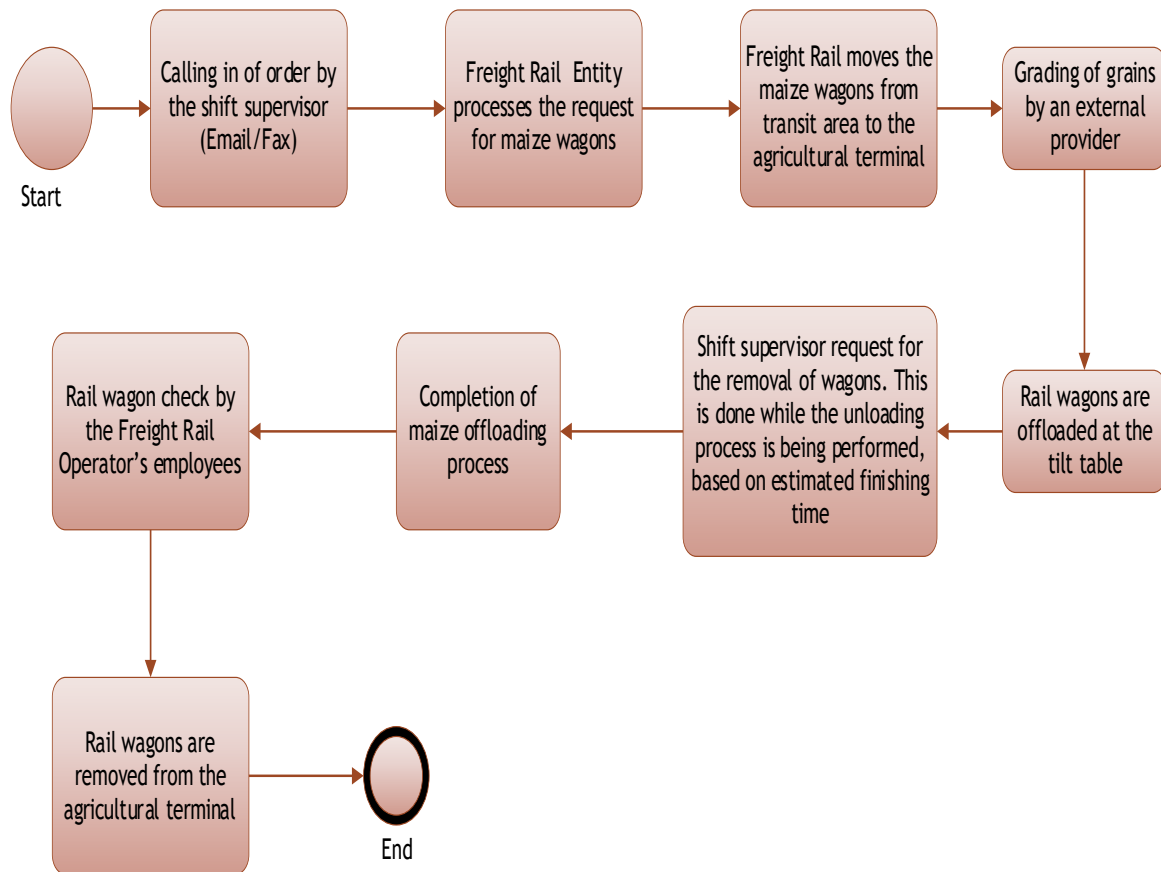 Start
Calling in of order by
the shift supervisor
(Email/Fax)
Freight Rail Entity
processes the request
for maize wagons
Freight Rail moves the
maize wagons from
transit area to the
agricultural terminal
Grading of grains
by an external
provider
Rail wagons are
offloaded at the
tilt table
Shift supervisor request for
the removal of wagons. This
is done while the unloading
process is being performed,
based on estimated finishing
time
Completion of
maize offloading
process
Rail wagon check by
the Freight Rail
Operator’s employees
Rail wagons are
removed from the
agricultural terminal
End